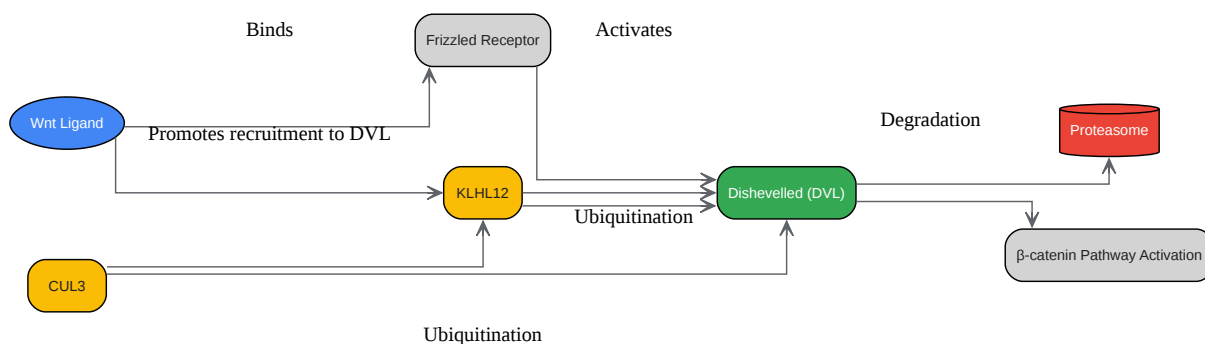 Binds
Frizzled Receptor
Activates
Wnt Ligand
Promotes recruitment to DVL
Degradation
Proteasome
KLHL12
Dishevelled (DVL)
Ubiquitination
β-catenin Pathway Activation
CUL3
Ubiquitination